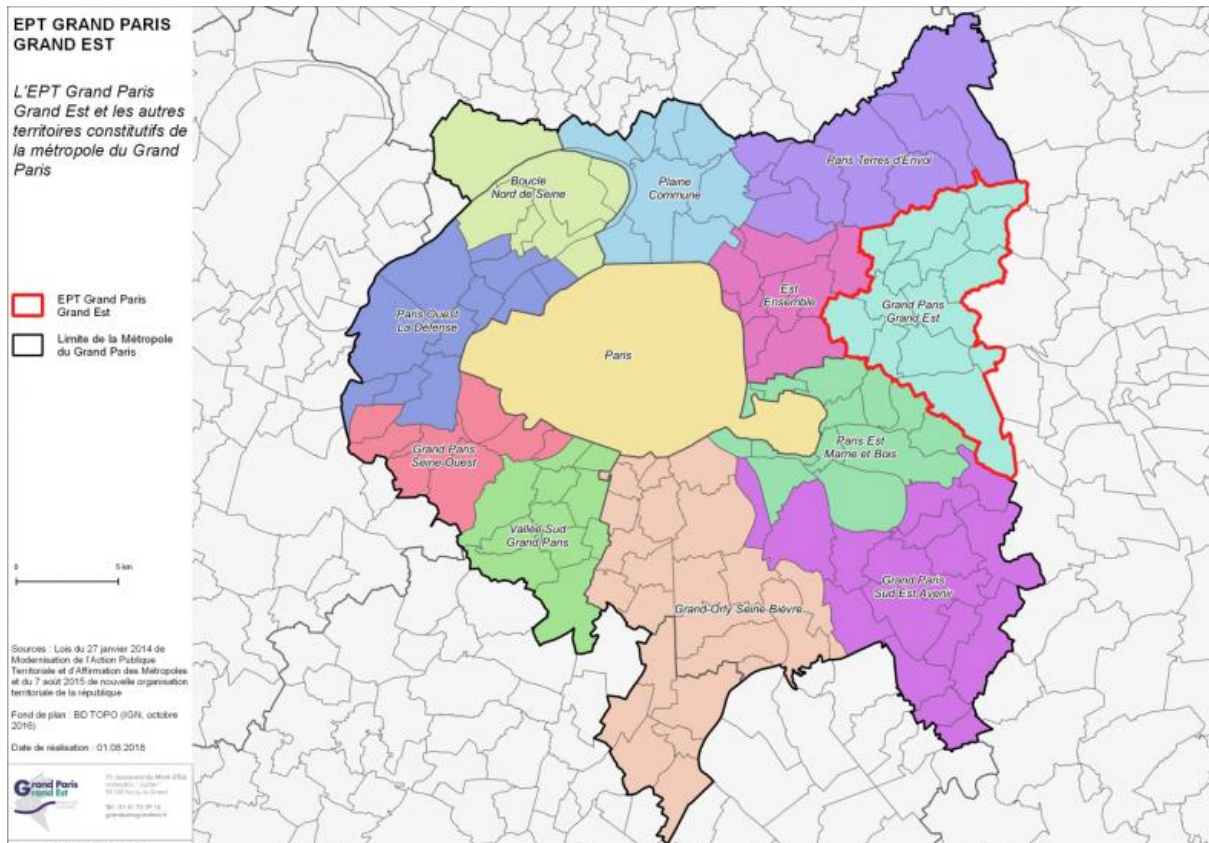 EPT GRAND PARIS
GRAND EST
L'EPT Grand Paris
Grand Est et les autres
territoires constitutifs de
la métropole du Grand
Paris
EPT Grand Paris
Grand Est
Limite de la Métropole
du Grand Paris
0 5 km
Sources : Lois du 27 janvier 2014 de
Modernisation de l'Action Publique
Territoriale et d'Affirmation des Métropoles
et du 7 août 2015 de nouvelle organisation
territoriale de la république
Fond de plan : BD TOPO (IGN, octobre
2016)
Date de réalisation : 01.08.2018
Grand Paris
Grand Est
Paris Terres d'Envol
Boucle
Nord de Seine
Plaine
Commune
Est
Ensemble
Grand Paris
Grand Est
Paris Ouest
La Défense
Paris
Grand Paris
Seine Ouest
Paris Est
Marne et Bois
Vallée Sud
Grand Paris
Grand Paris
Sud Est Avenir
Grand-Orly Seine Bièvre